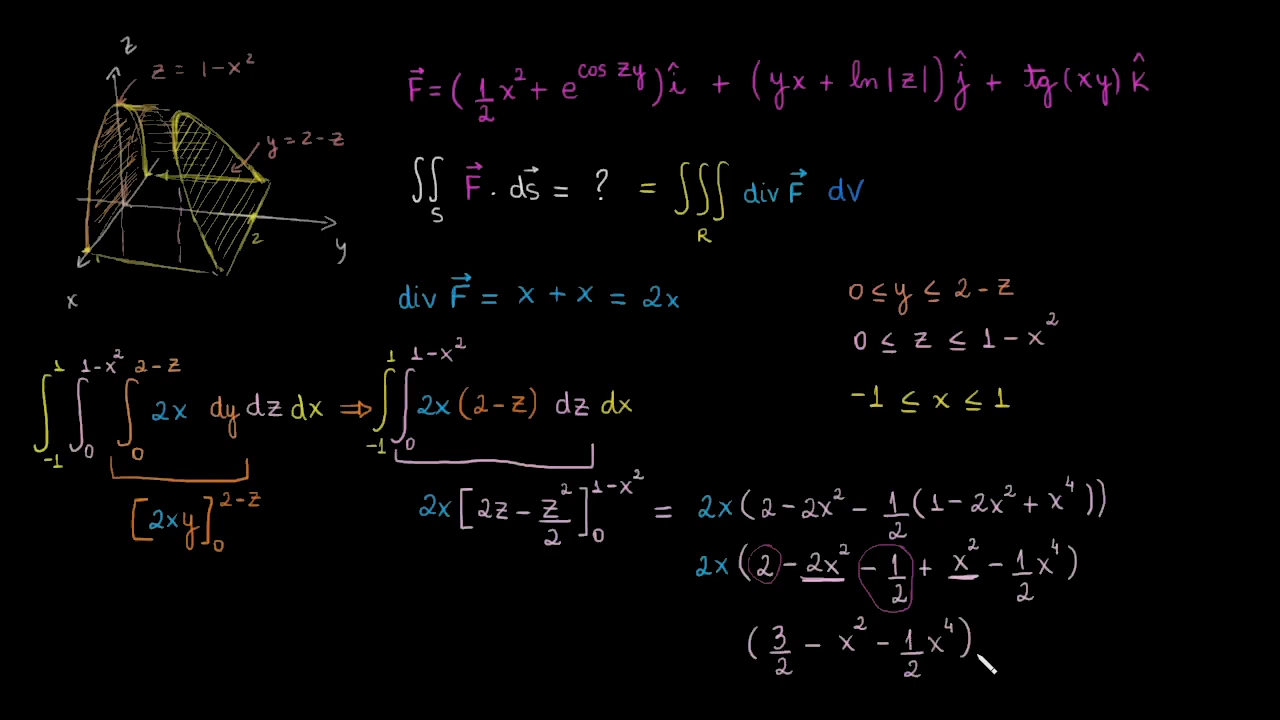 z
z = 1-x²
y = 2-z
2
y
x
F⃗ = (1/2 x² + e^(cos zy)) î + (yx + ln|z|) ĵ + tg(xy) k̂
∬_S F⃗ · dS⃗ = ? = ∭_R div F⃗ dV
div F⃗ = x + x = 2x
0 ≤ y ≤ 2-z
0 ≤ z ≤ 1-x²
-1 ≤ x ≤ 1
∫_{-1}^{1} ∫_{0}^{1-x²} ∫_{0}^{2-z} 2x dy dz dx ⇒ ∫_{-1}^{1} ∫_{0}^{1-x²} 2x(2-z) dz dx
[2xy]_{0}^{2-z}
2x[2z - z²/2]_{0}^{1-x²} = 2x(2-2x² - 1/2(1-2x²+x⁴))
2x(2 - 2x² - 1/2 + x² - 1/2 x⁴)
(3/2 - x² - 1/2 x⁴)